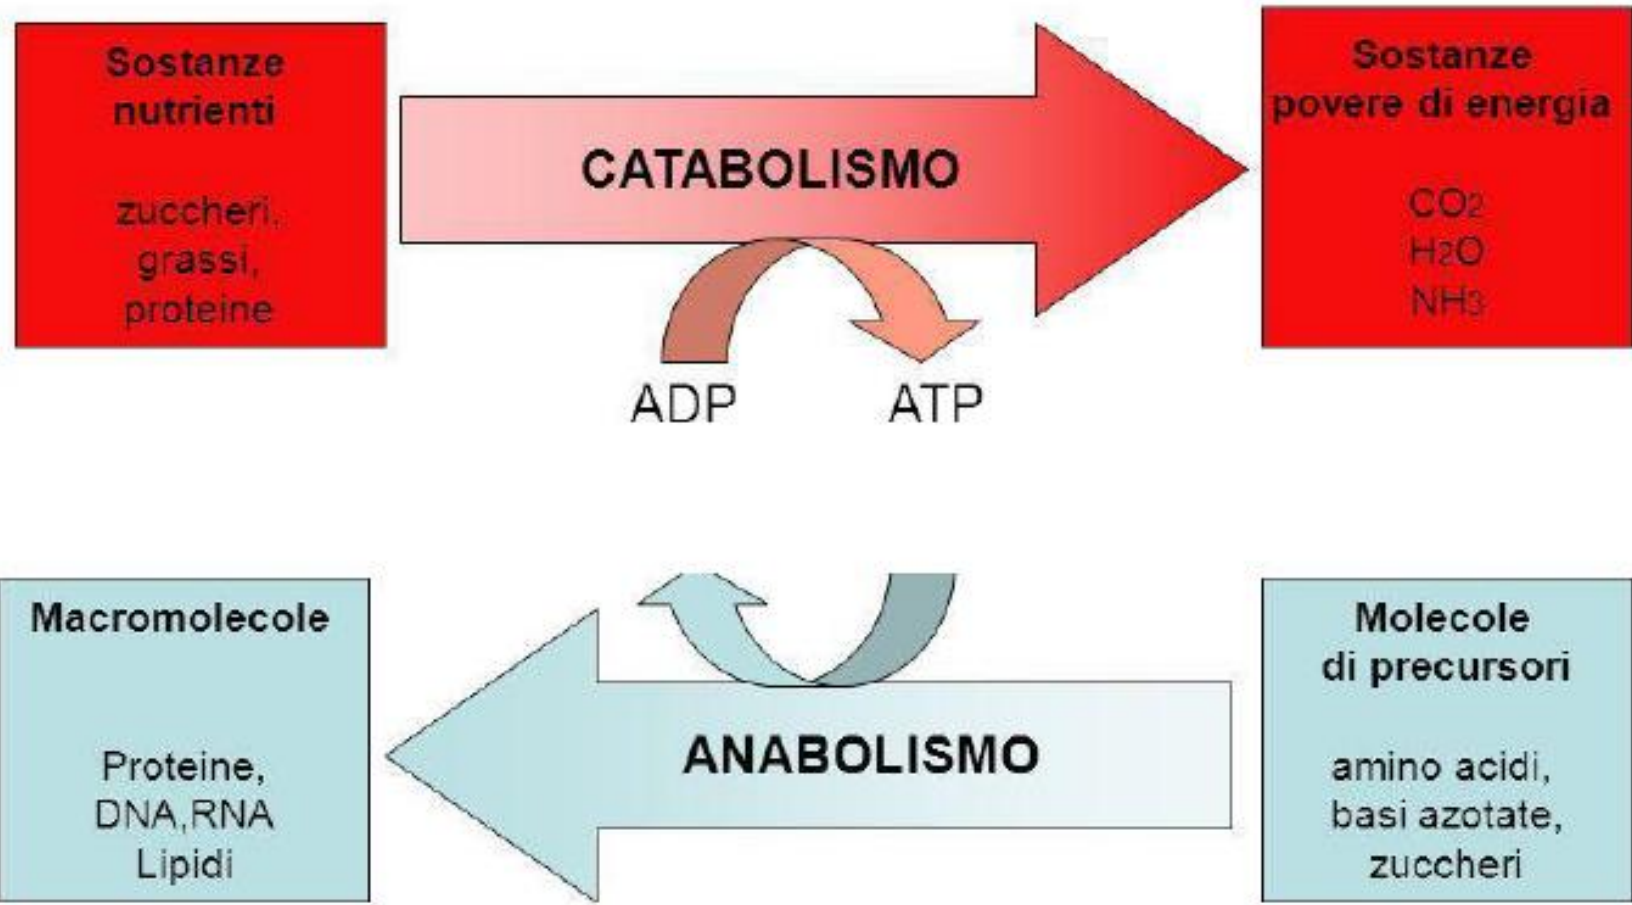 Sostanze
nutrienti
zuccheri,
grassi,
proteine
CATABOLISMO
ADP
ATP
Sostanze
povere di energia
CO2
H2O
NH3
Macromolecole
Proteine,
DNA,RNA
Lipidi
ANABOLISMO
Molecole
di precursori
amino acidi,
basi azotate,
zuccheri